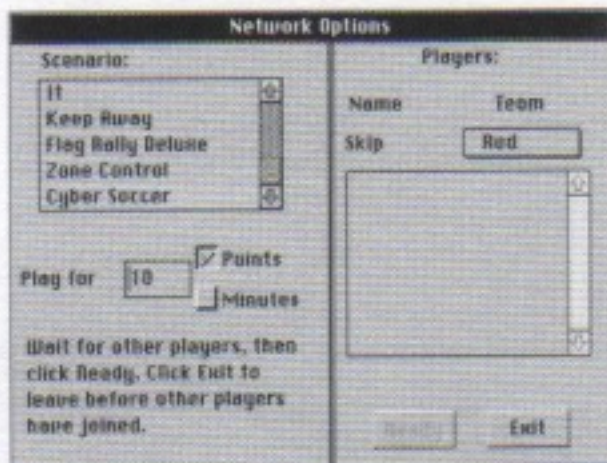 Network Options
Scenario:
It
Keep Away
Flag Rally Deluxe
Zone Control
Cyber Soccer
Play for 10
Points
Minutes
Wait for other players, then
click Ready. Click Exit to
leave before other players
have joined.
Players:
Name Team
Skip Red
Ready Exit